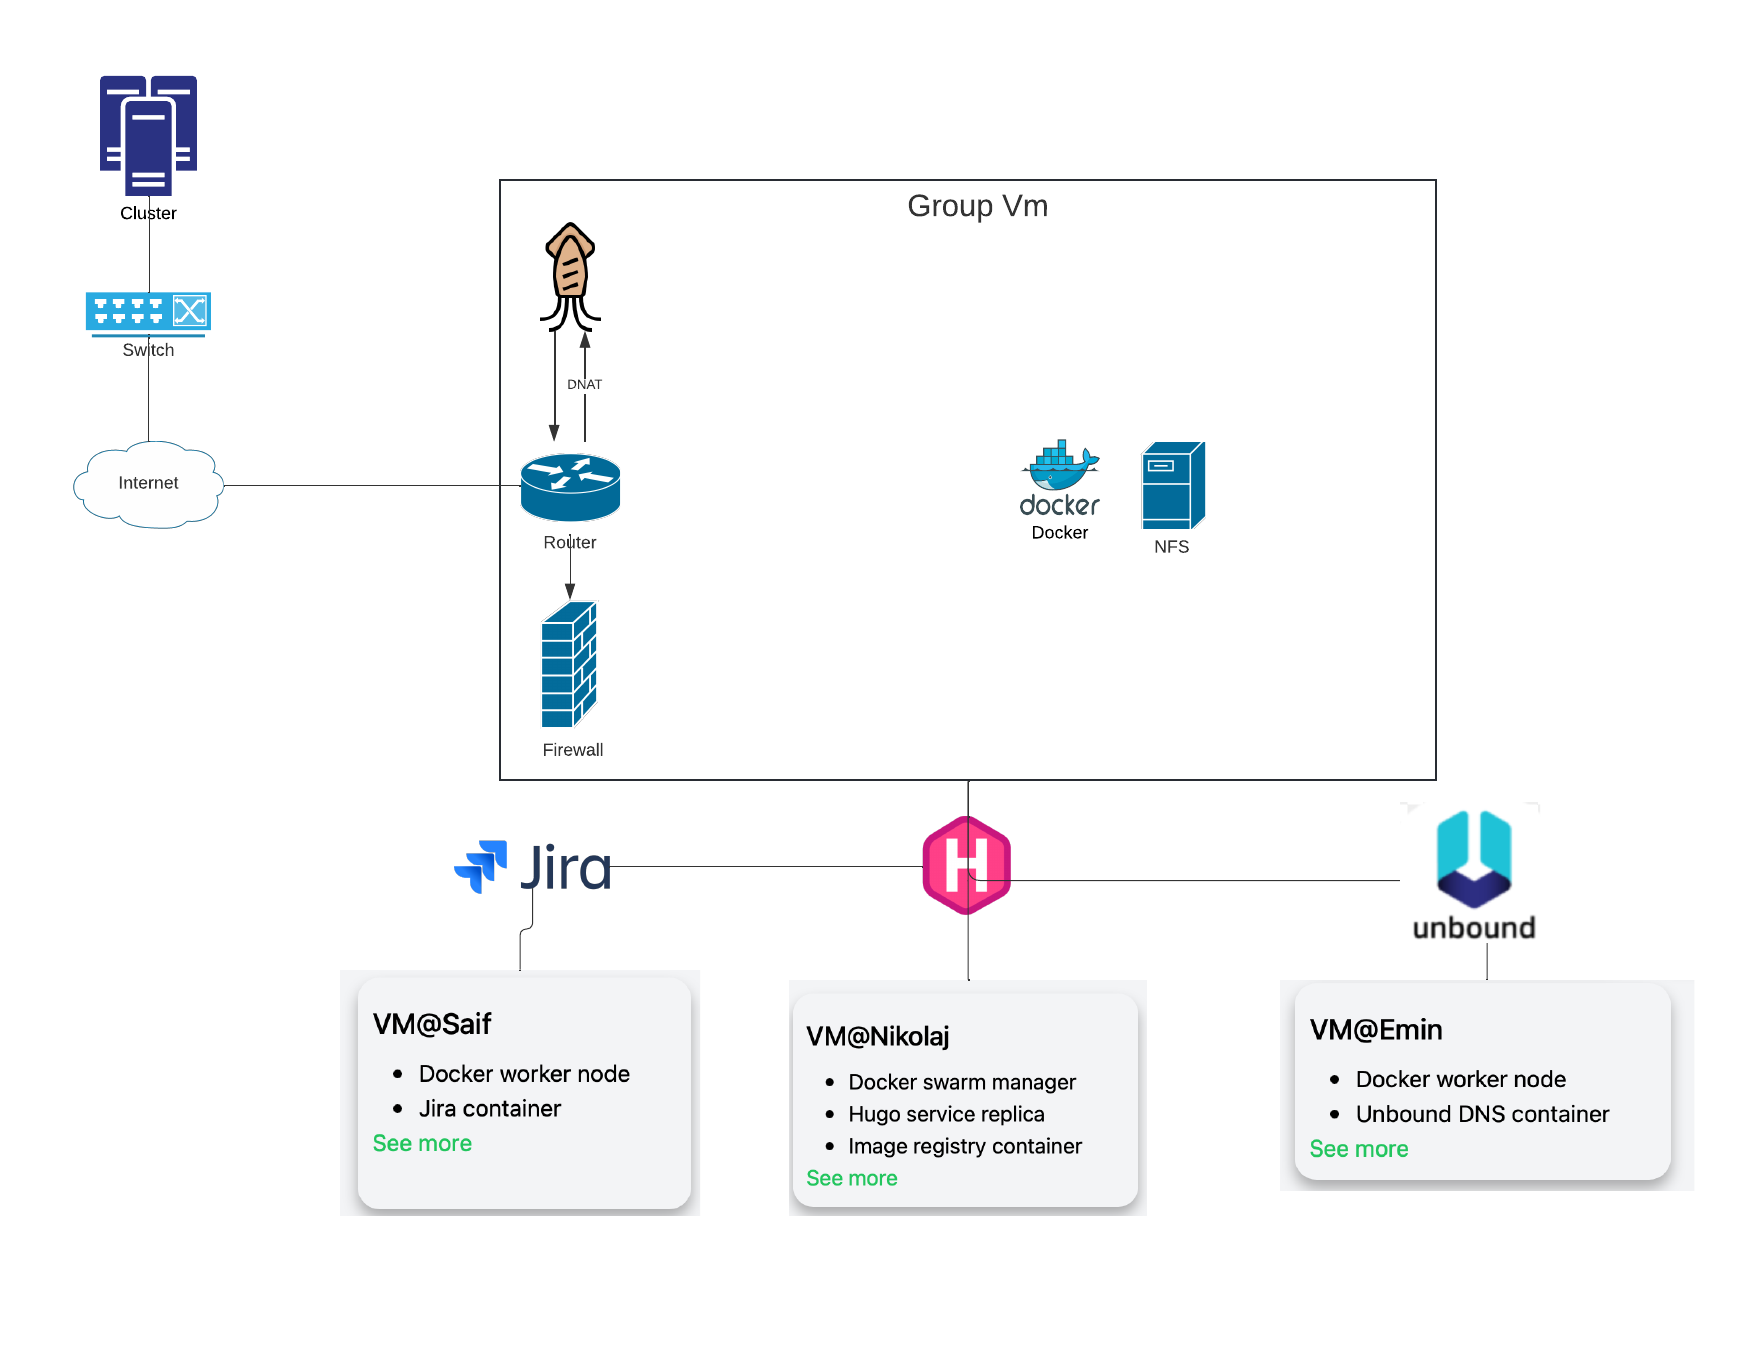 Cluster
Switch
Internet
Group Vm
DNAT
Router
Firewall
docker
Docker
NFS
Jira
H
unbound
VM@Saif
• Docker worker node
• Jira container
See more
VM@Nikolaj
• Docker swarm manager
• Hugo service replica
• Image registry container
See more
VM@Emin
• Docker worker node
• Unbound DNS container
See more